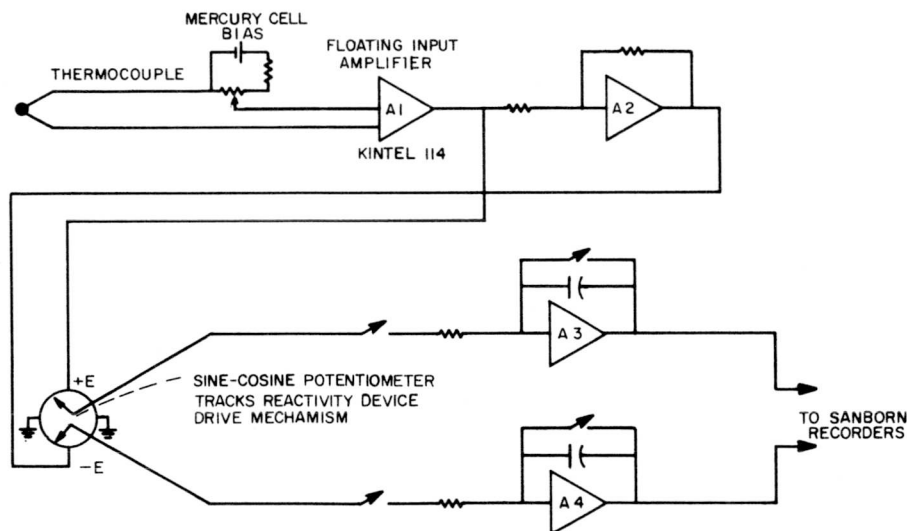 MERCURY CELL
BIAS
FLOATING INPUT
AMPLIFIER
THERMOCOUPLE
A1
A2
KINTEL 114
A3
+E
SINE-COSINE POTENTIOMETER
TRACKS REACTIVITY DEVICE
DRIVE MECHAMISM
TO SANBORN
RECORDERS
-E
A4